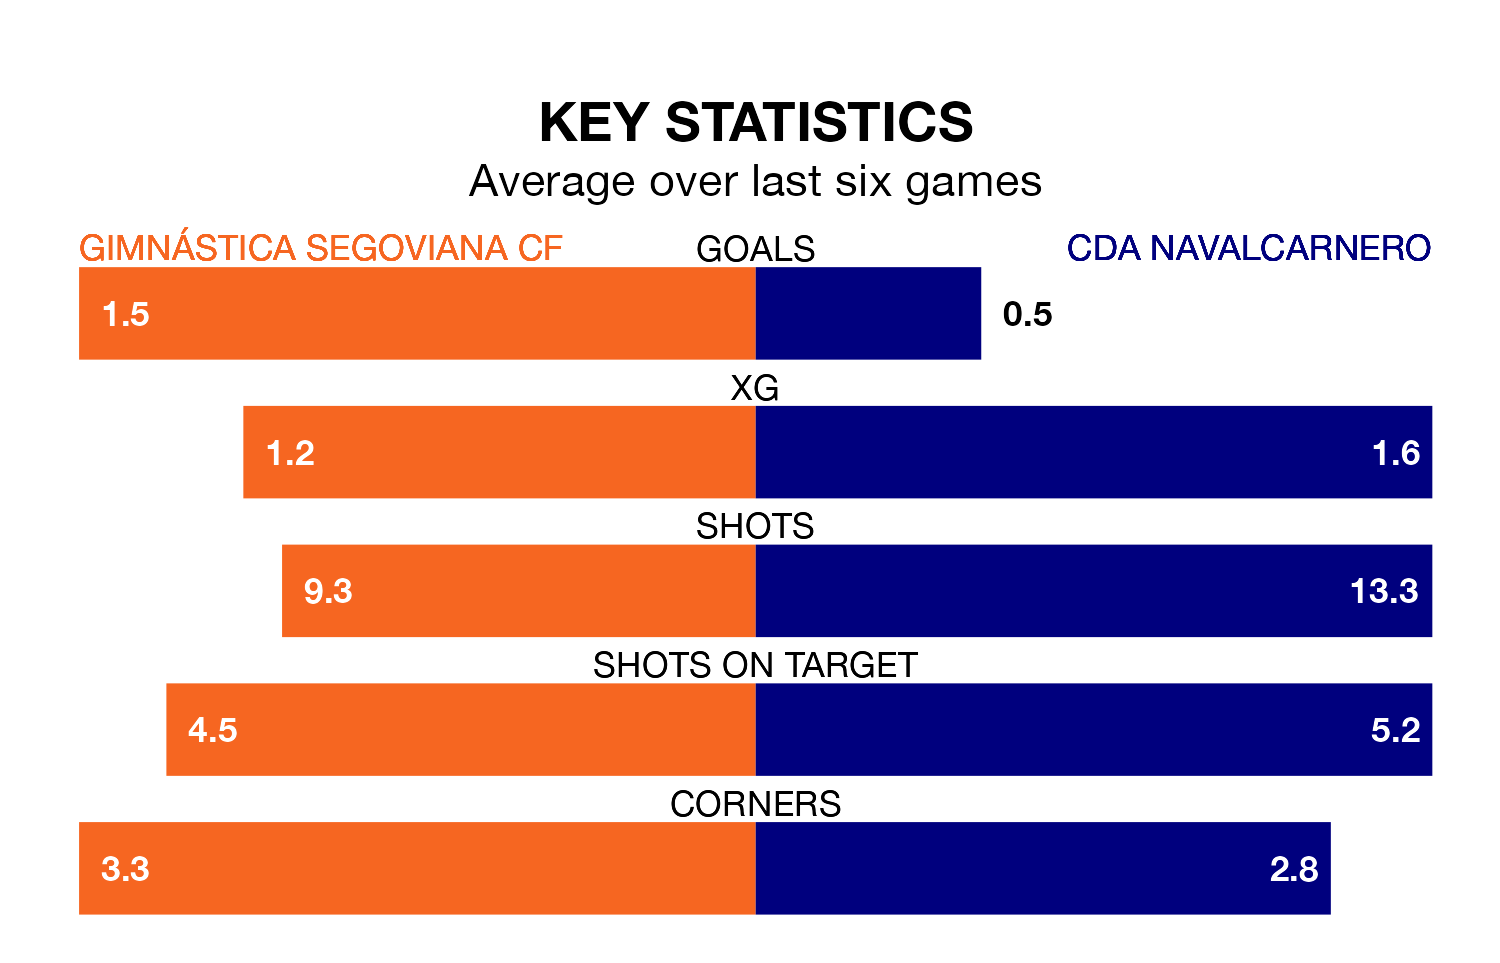 KEY STATISTICS
Average over last six games
GIMNÁSTICA SEGOVIANA CF GOALS CDA NAVALCARNERO
1.5 0.5
XG
1.2 1.6
SHOTS
9.3 13.3
SHOTS ON TARGET
4.5 5.2
CORNERS
3.3 2.8